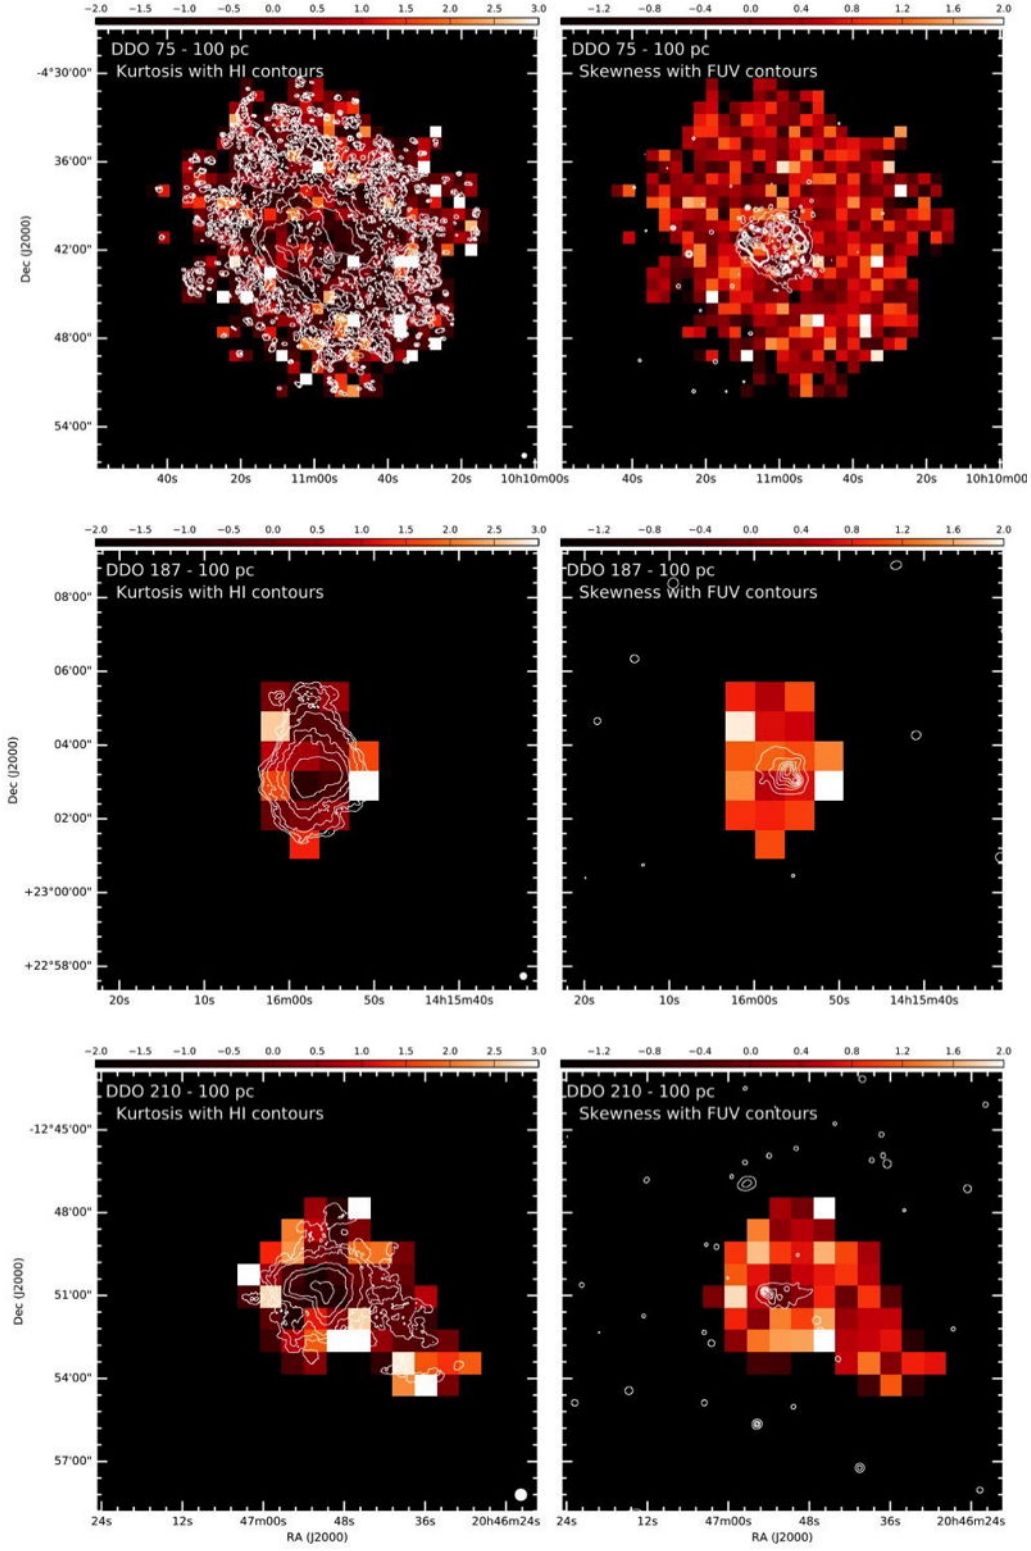 −2.0 −1.5 −1.0 −0.5 0.0 0.5 1.0 1.5 2.0 2.5 3.0
−1.2 −0.8 −0.4 0.0 0.4 0.8 1.2 1.6 2.0
DDO 75 - 100 pc
Kurtosis with HI contours
DDO 75 - 100 pc
Skewness with FUV contours
-4°30'00"
36'00"
42'00"
48'00"
54'00"
Dec (J2000)
40s 20s 11m00s 40s 20s 10h10m00s
40s 20s 11m00s 40s 20s 10h10m00
−2.0 −1.5 −1.0 −0.5 0.0 0.5 1.0 1.5 2.0 2.5 3.0
−1.2 −0.8 −0.4 0.0 0.4 0.8 1.2 1.6 2.0
DDO 187 - 100 pc
Kurtosis with HI contours
DDO 187 - 100 pc
Skewness with FUV contours
08'00"
06'00"
04'00"
02'00"
+23°00'00"
+22°58'00"
Dec (J2000)
20s 10s 16m00s 50s 14h15m40s
20s 10s 16m00s 50s 14h15m40s
−2.0 −1.5 −1.0 −0.5 0.0 0.5 1.0 1.5 2.0 2.5 3.0
−1.2 −0.8 −0.4 0.0 0.4 0.8 1.2 1.6 2.0
DDO 210 - 100 pc
Kurtosis with HI contours
DDO 210 - 100 pc
Skewness with FUV contours
-12°45'00"
48'00"
51'00"
54'00"
57'00"
Dec (J2000)
24s 12s 47m00s 48s 36s 20h46m24s
24s 12s 47m00s 48s 36s 20h46m24s
RA (J2000)
RA (J2000)